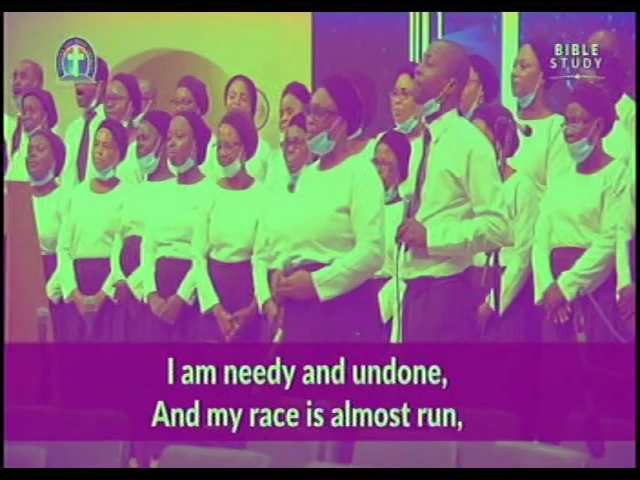 BIBLE
STUDY
I am needy and undone,
And my race is almost run,